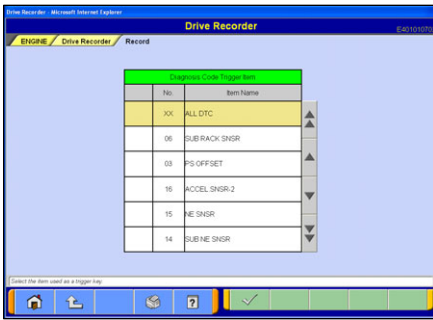 Drive Recorder - Microsoft Internet Explorer
Drive Recorder
E40101070
ENGINE Drive Recorder Record
Diagnosis Code Trigger Item
No. Item Name
XX ALL DTC
06 SUB RACK SNSR
03 PS OFFSET
16 ACCEL SNSR-2
15 NE SNSR
14 SUB NE SNSR
Select the item used as a trigger key.
?